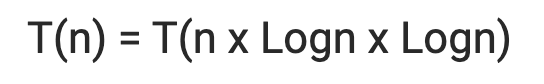 T(n) = T(n x Logn x Logn)